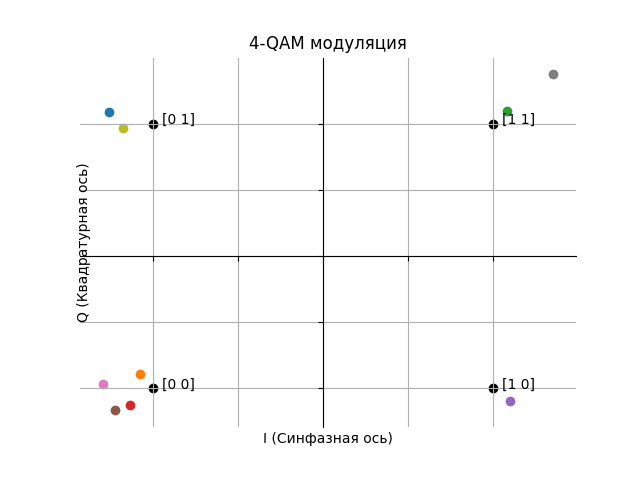 4-QAM модуляция
[0 1]
[1 1]
Q (Квадратурная ось)
[0 0]
[1 0]
I (Синфазная ось)